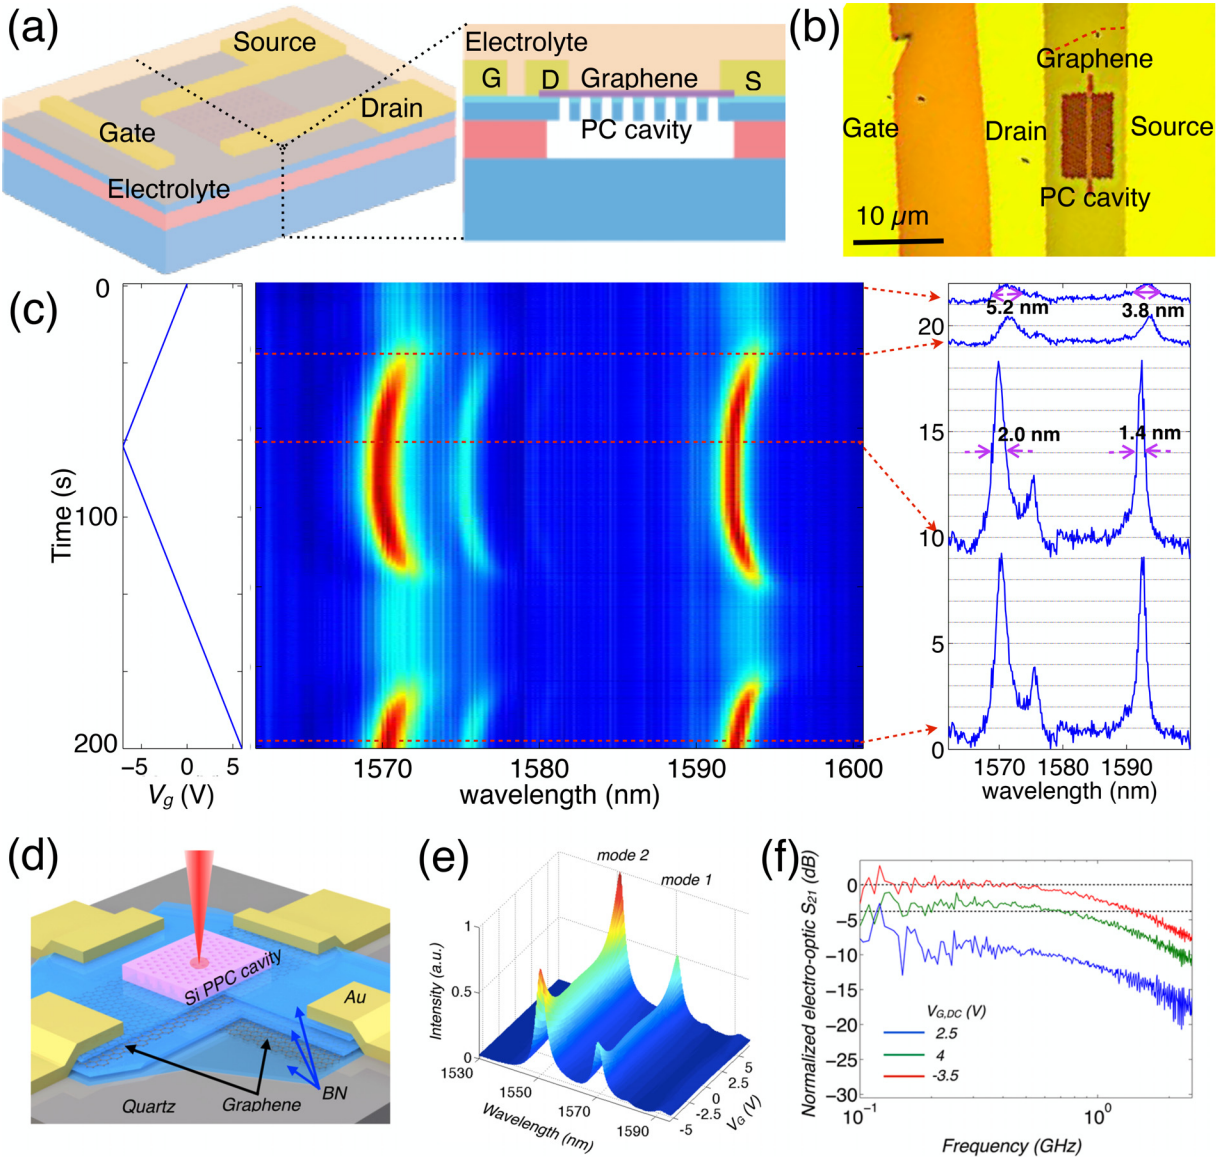 (a)
Source
Drain
Gate
Electrolyte
Electrolyte
G D Graphene S
PC cavity
(b)
Graphene
Gate Drain Source
PC cavity
10 µm
(c)
0
100
200
Time (s)
−5 0 5
Vg (V)
1570 1580 1590 1600
wavelength (nm)
5.2 nm 3.8 nm
20
15
2.0 nm 1.4 nm
10
5
0
1570 1580 1590
wavelength (nm)
(d)
Si PPC cavity
Au
BN
Graphene
Quartz
(e)
mode 2
mode 1
1
0.5
0
Intensity (a.u.)
1530
1550
1570
1590
Wavelength (nm)
-5
-2.5
0
2.5
5
VG (V)
(f)
Normalized electro-optic S21 (dB)
0
−5
−10
−15
−20
−25
−30
VG,DC (V)
2.5
4
-3.5
10−1 100
Frequency (GHz)